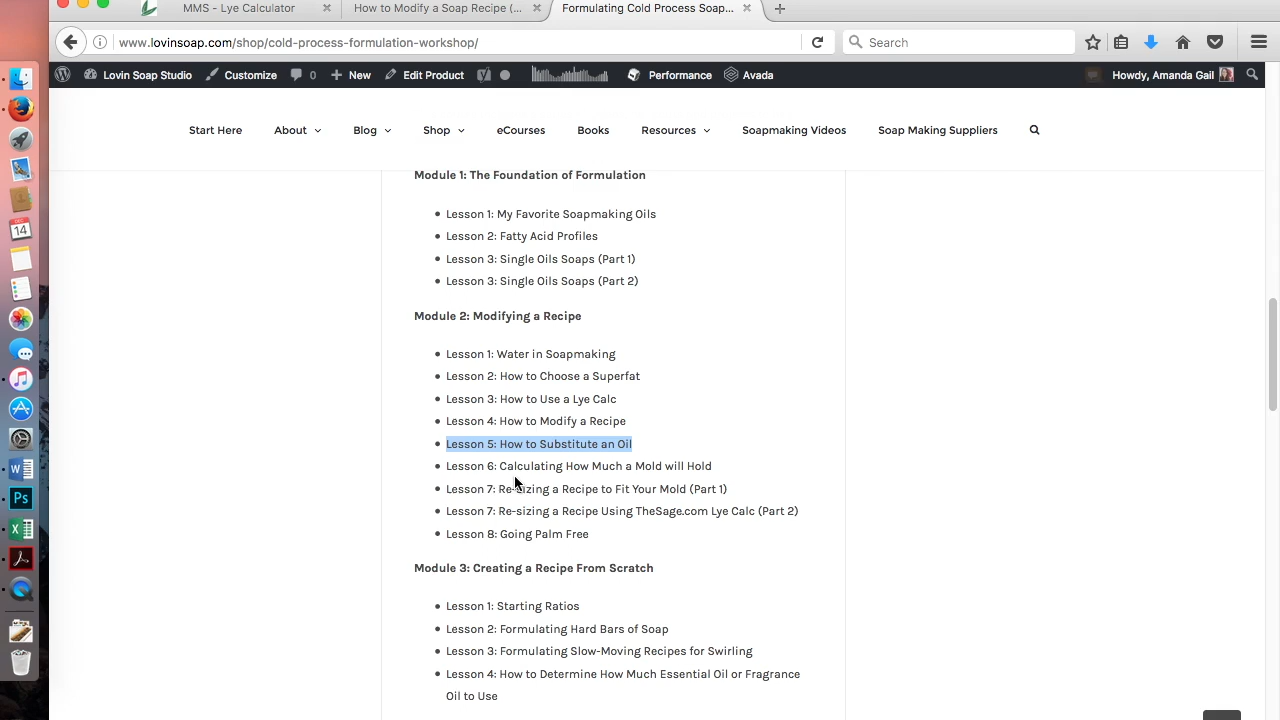 MMS - Lye Calculator
How to Modify a Soap Recipe (...
Formulating Cold Process Soap...
www.lovinsoap.com/shop/cold-process-formulation-workshop/
Search
Lovin Soap Studio
Customize
0
New
Edit Product
Performance
Avada
Howdy, Amanda Gail
Start Here
About
Blog
Shop
eCourses
Books
Resources
Soapmaking Videos
Soap Making Suppliers
Module 1: The Foundation of Formulation
Lesson 1: My Favorite Soapmaking Oils
Lesson 2: Fatty Acid Profiles
Lesson 3: Single Oils Soaps (Part 1)
Lesson 3: Single Oils Soaps (Part 2)
Module 2: Modifying a Recipe
Lesson 1: Water in Soapmaking
Lesson 2: How to Choose a Superfat
Lesson 3: How to Use a Lye Calc
Lesson 4: How to Modify a Recipe
Lesson 5: How to Substitute an Oil
Lesson 6: Calculating How Much a Mold will Hold
Lesson 7: Re-sizing a Recipe to Fit Your Mold (Part 1)
Lesson 7: Re-sizing a Recipe Using TheSage.com Lye Calc (Part 2)
Lesson 8: Going Palm Free
Module 3: Creating a Recipe From Scratch
Lesson 1: Starting Ratios
Lesson 2: Formulating Hard Bars of Soap
Lesson 3: Formulating Slow-Moving Recipes for Swirling
Lesson 4: How to Determine How Much Essential Oil or Fragrance
Oil to Use
DEC
14
W
Ps